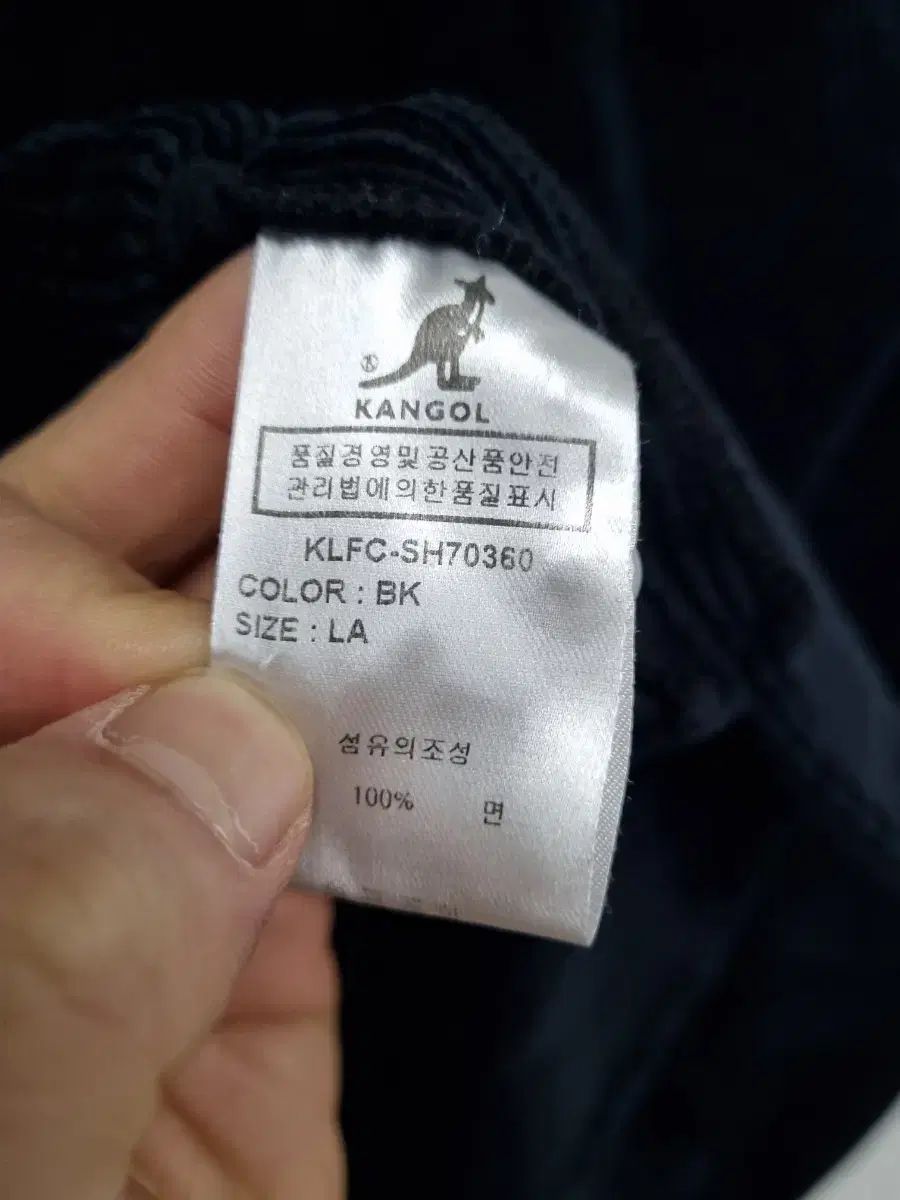 ®
KANGOL
품질경영및공산품안전
관리법에의한품질표시
KLFC-SH70360
COLOR : BK
SIZE : LA
섬유의조성
100% 면